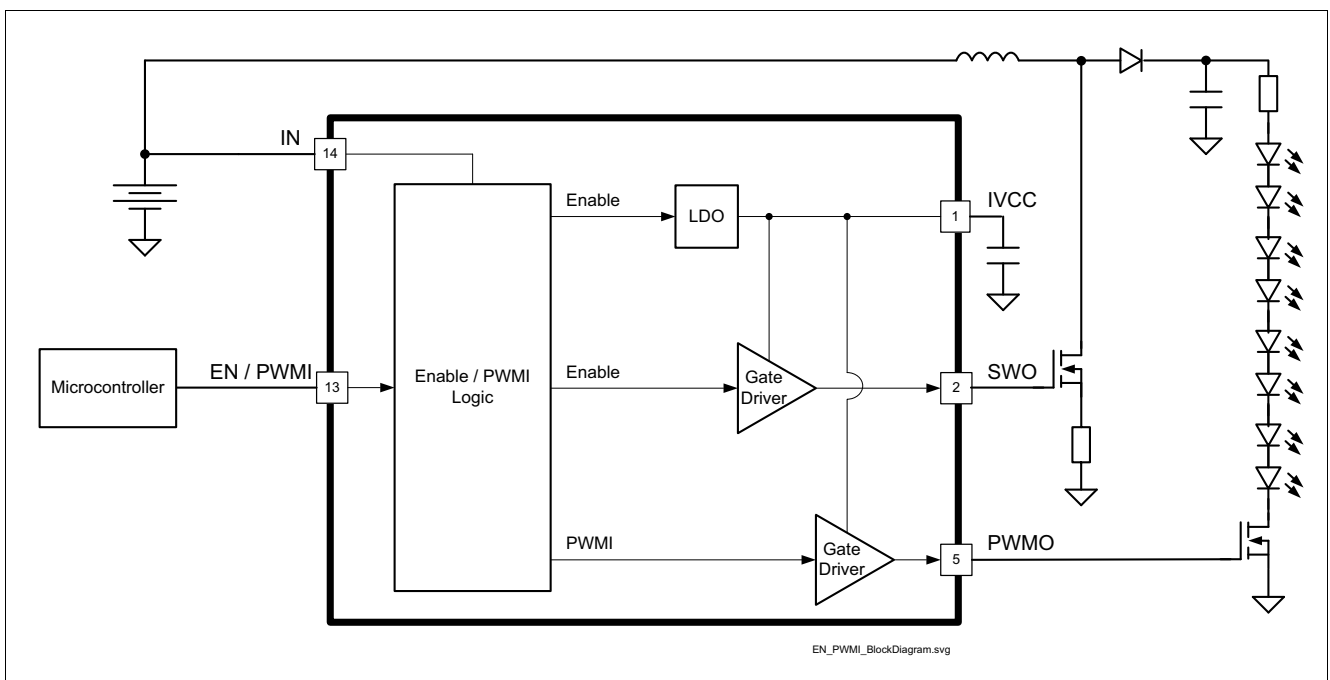 IN
14
Enable
LDO
1
IVCC
Microcontroller
EN / PWMI
13
Enable / PWMI
Logic
Enable
Gate
Driver
2
SWO
PWMI
Gate
Driver
5
PWMO
EN_PWMI_BlockDiagram.svg